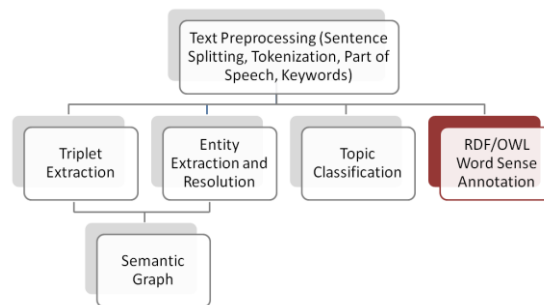 Text Preprocessing (Sentence
Splitting, Tokenization, Part of
Speech, Keywords)
Triplet
Extraction
Entity
Extraction and
Resolution
Topic
Classification
RDF/OWL
Word Sense
Annotation
Semantic
Graph